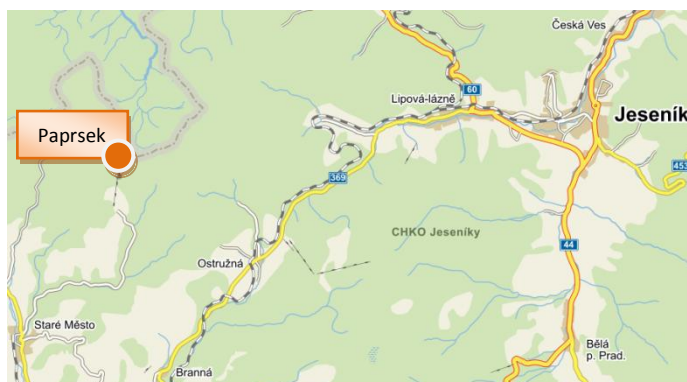 Česká Ves
60
Lipová-lázně
Jeseník
Paprsek
453
369
CHKO Jeseníky
44
Ostružná
Staré Město
Bělá
p. Prad.
Branná